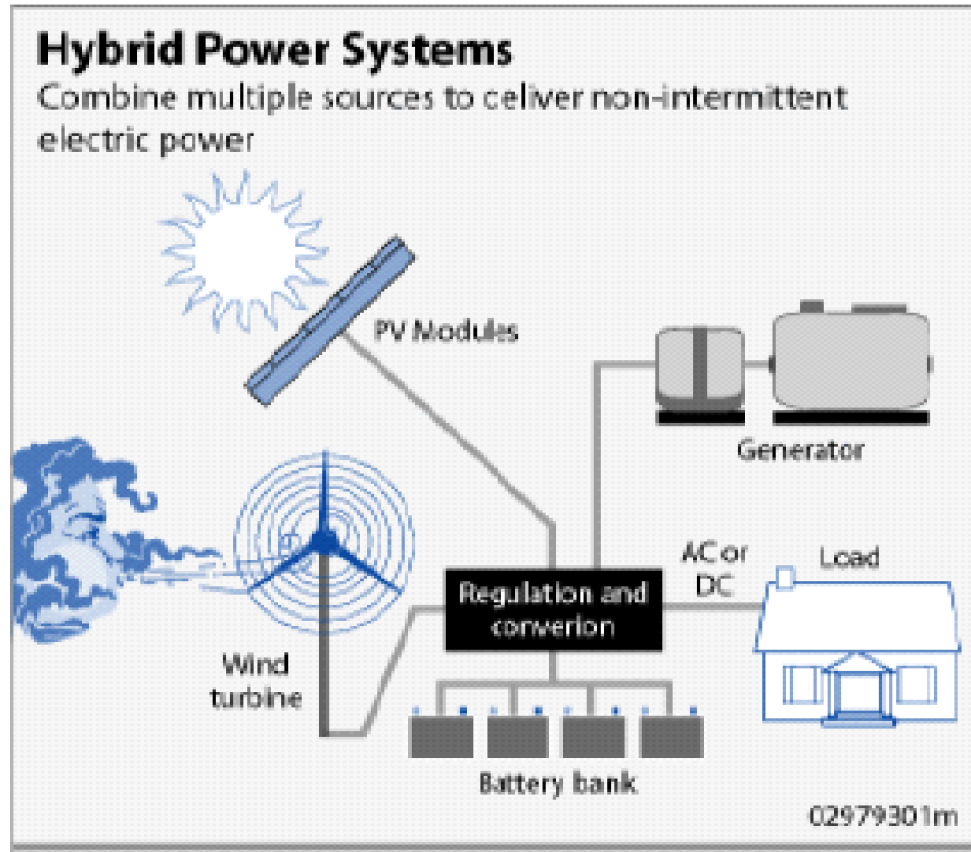 Hybrid Power Systems
Combine multiple sources to celiver non-intermittent
electric power
PV Modules
Generator
AC or
DC
Load
Regulation and
converion
Wind
turbine
Battery bank
02979301m